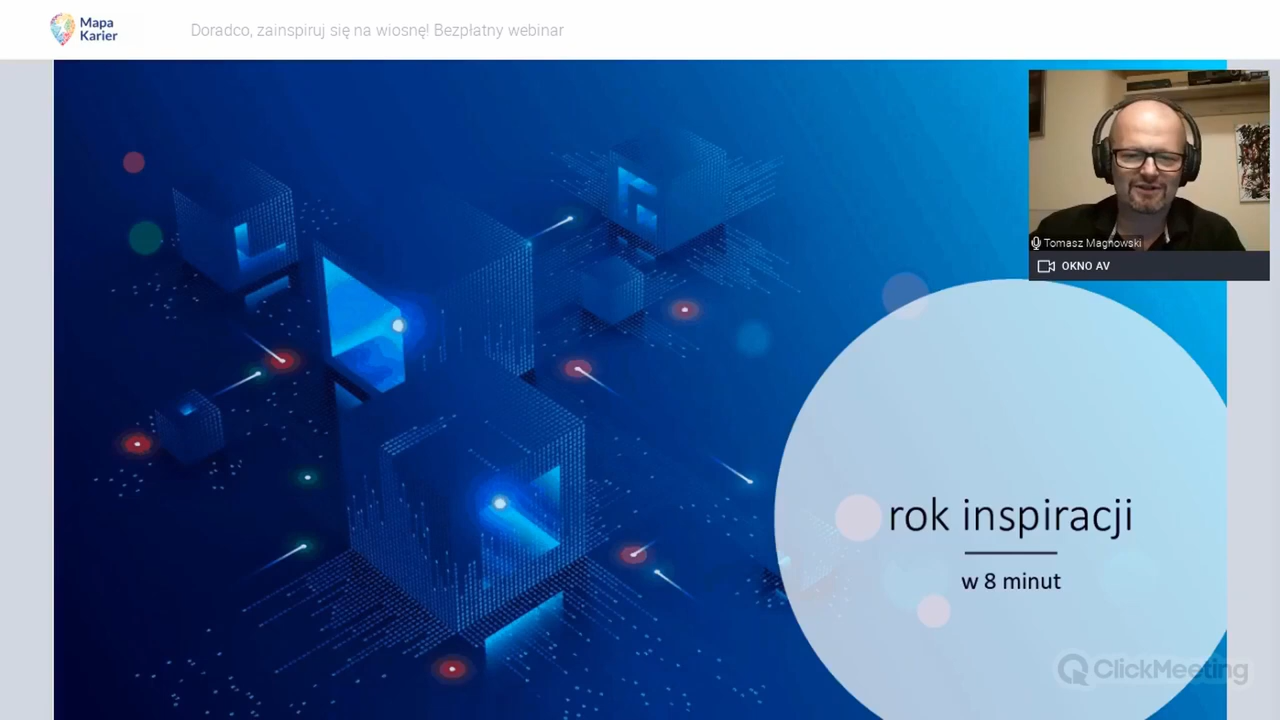 Mapa
Karier
Doradco, zainspiruj się na wiosnę! Bezpłatny webinar
Tomasz Magnowski
OKNO AV
rok inspiracji
w 8 minut
ClickMeeting